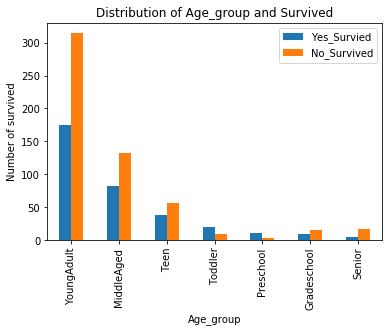 Distribution of Age_group and Survived
Yes_Survied
No_Survived
Number of survived
300
250
200
150
100
50
0
YoungAdult
MiddleAged
Teen
Toddler
Preschool
Gradeschool
Senior
Age_group